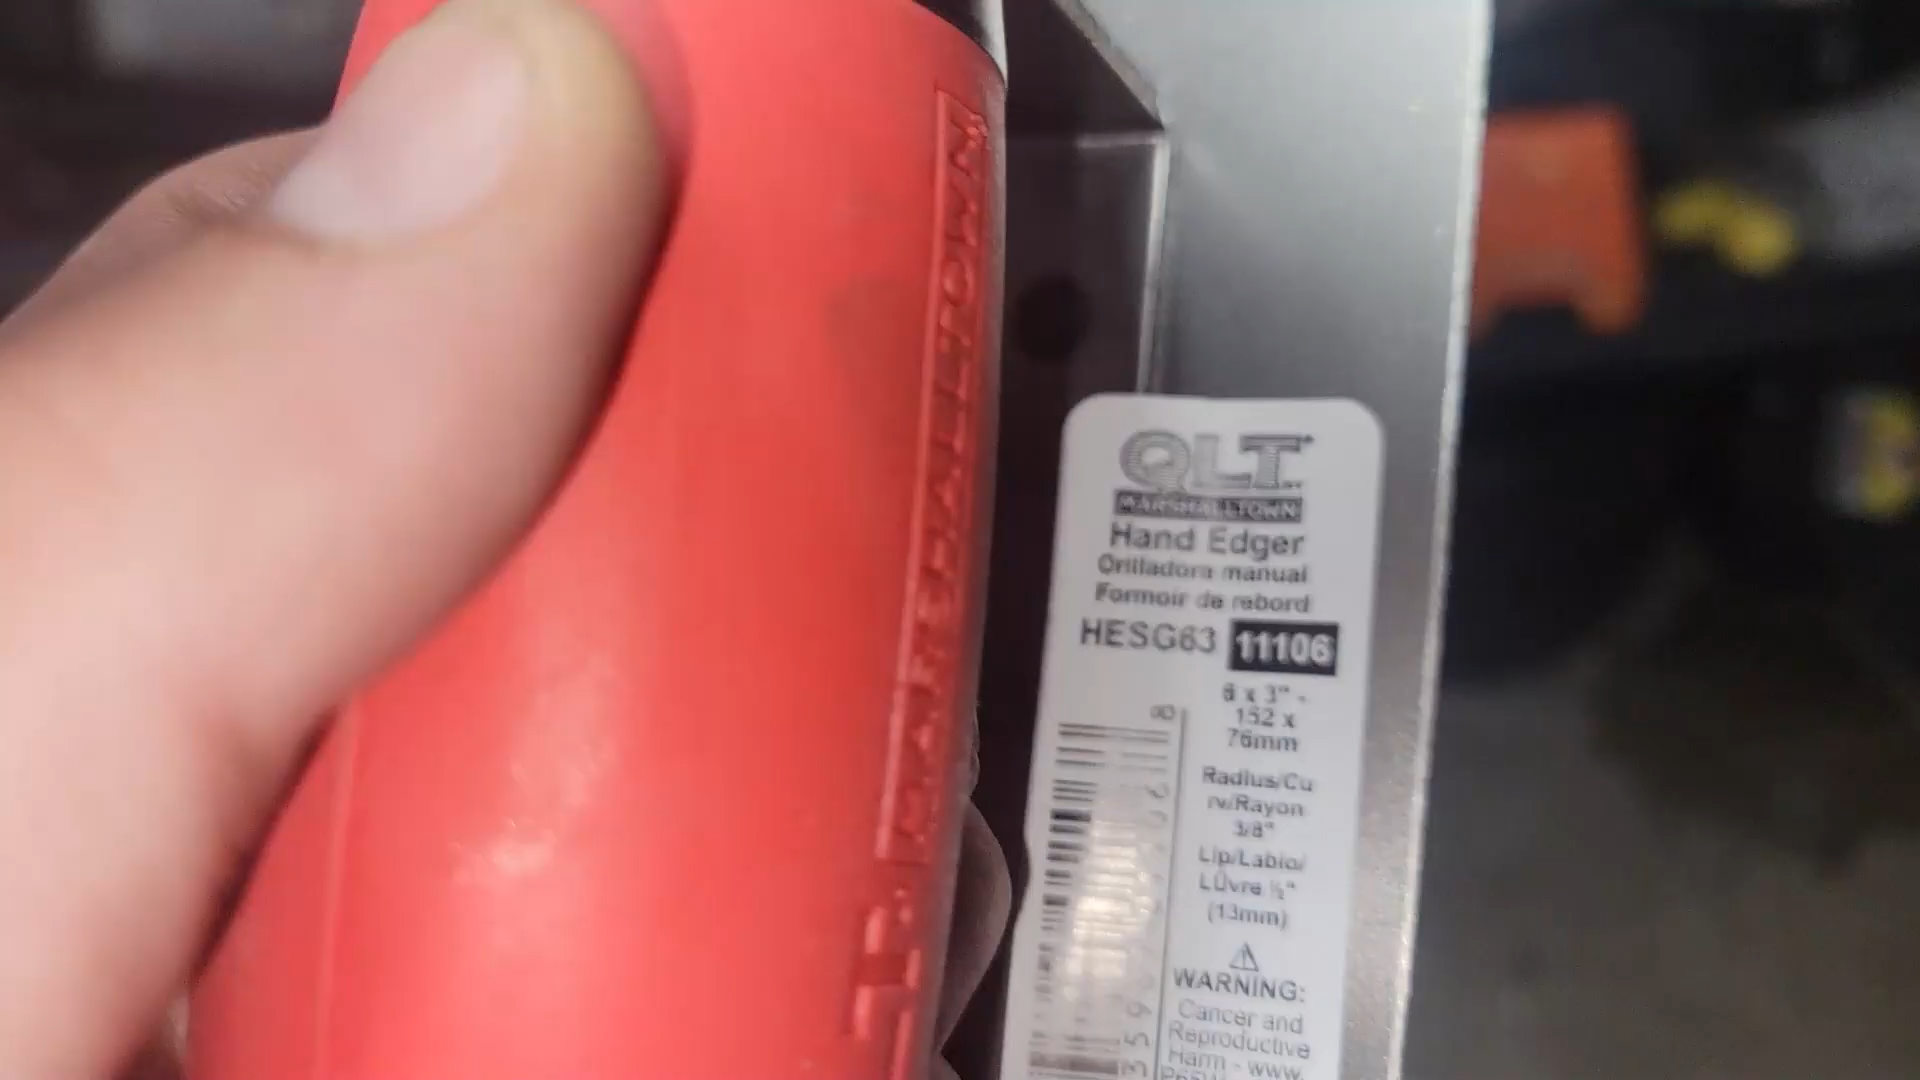 MARSHALLTOWN
QLT
MARSHALLTOWN
Hand Edger
Orilladora manual
Formoir de rebord
HESG63 11106
6 x 3" -
152 x
76mm
Radius/Cu
rv/Rayon
3/8"
Lip/Labio/
LÛvre ½"
(13mm)
WARNING:
Cancer and
Reproductive
Harm - www.